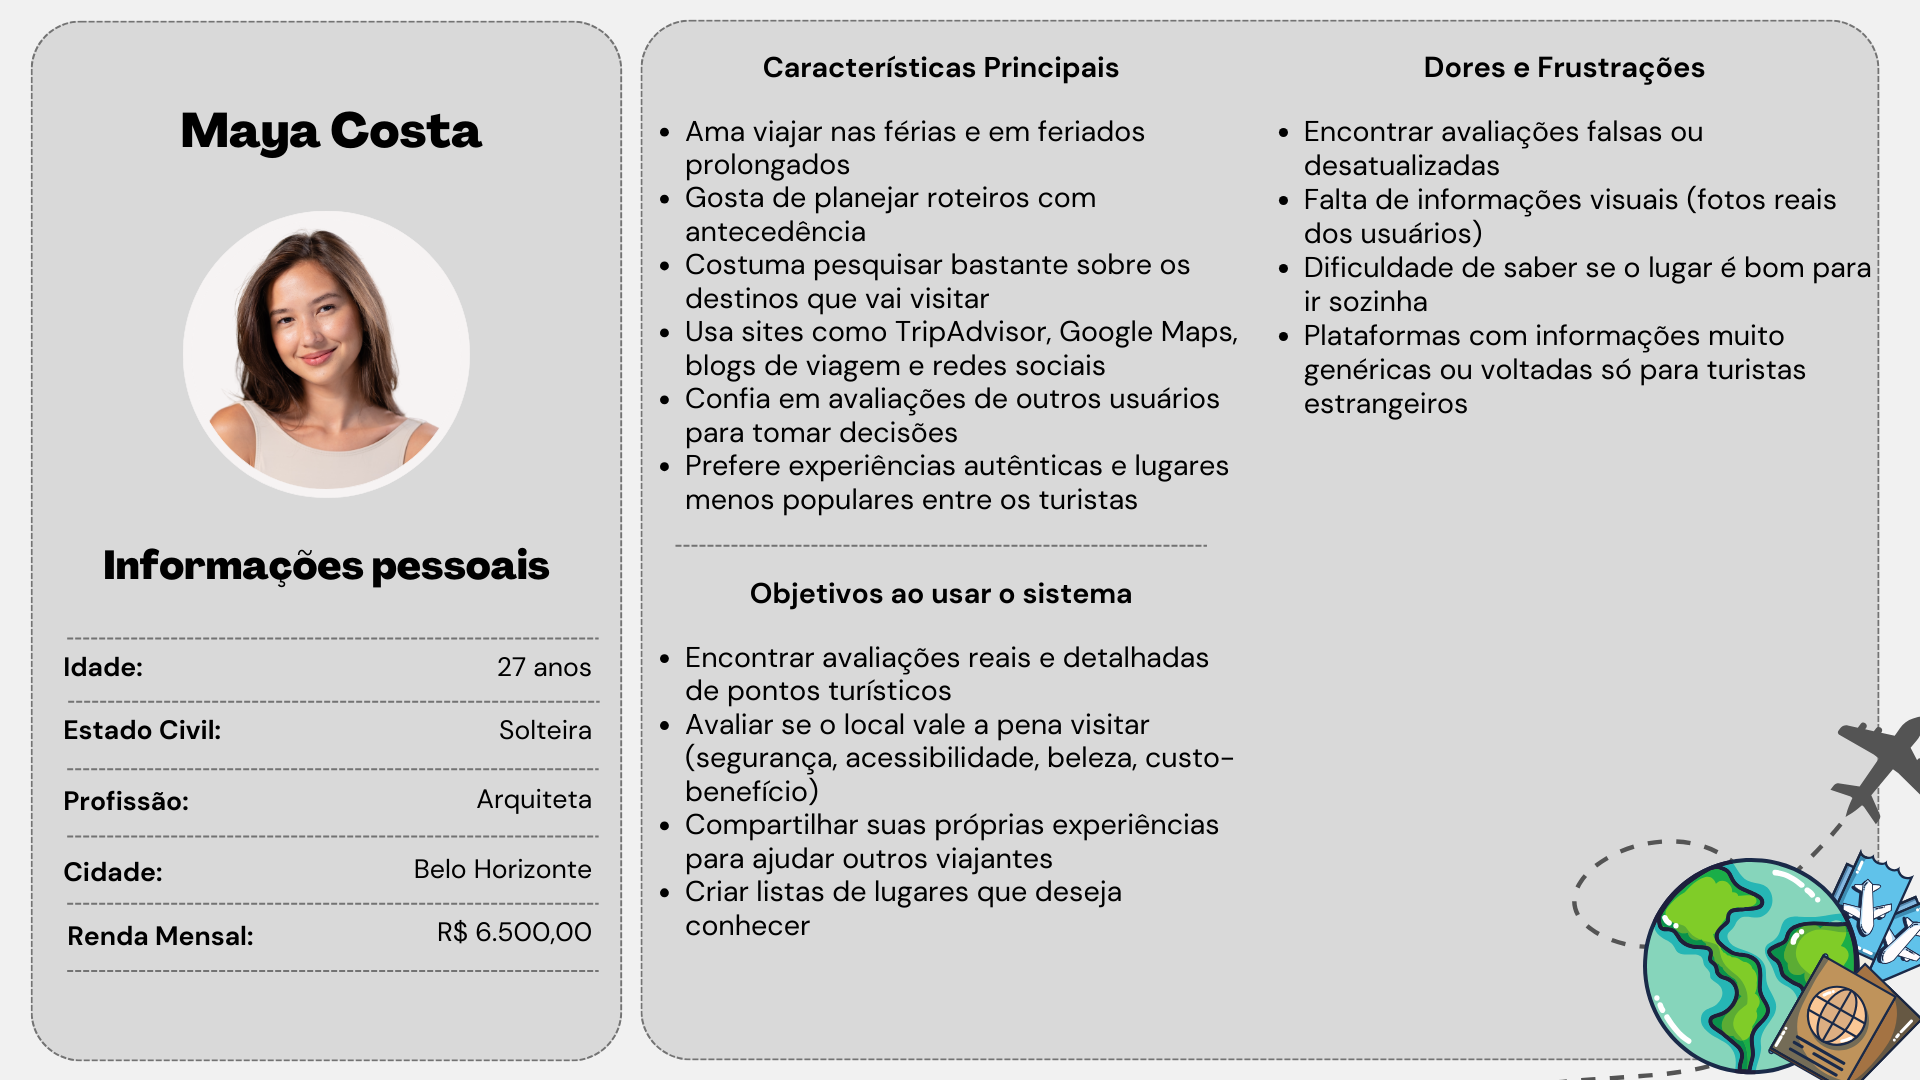 Maya Costa
Informações pessoais
Idade: 27 anos
Estado Civil: Solteira
Profissão: Arquiteta
Cidade: Belo Horizonte
Renda Mensal: R$ 6.500,00
Características Principais
• Ama viajar nas férias e em feriados
prolongados
• Gosta de planejar roteiros com
antecedência
• Costuma pesquisar bastante sobre os
destinos que vai visitar
• Usa sites como TripAdvisor, Google Maps,
blogs de viagem e redes sociais
• Confia em avaliações de outros usuários
para tomar decisões
• Prefere experiências autênticas e lugares
menos populares entre os turistas
Objetivos ao usar o sistema
• Encontrar avaliações reais e detalhadas
de pontos turísticos
• Avaliar se o local vale a pena visitar
(segurança, acessibilidade, beleza, custo-
benefício)
• Compartilhar suas próprias experiências
para ajudar outros viajantes
• Criar listas de lugares que deseja
conhecer
Dores e Frustrações
• Encontrar avaliações falsas ou
desatualizadas
• Falta de informações visuais (fotos reais
dos usuários)
• Dificuldade de saber se o lugar é bom para
ir sozinha
• Plataformas com informações muito
genéricas ou voltadas só para turistas
estrangeiros